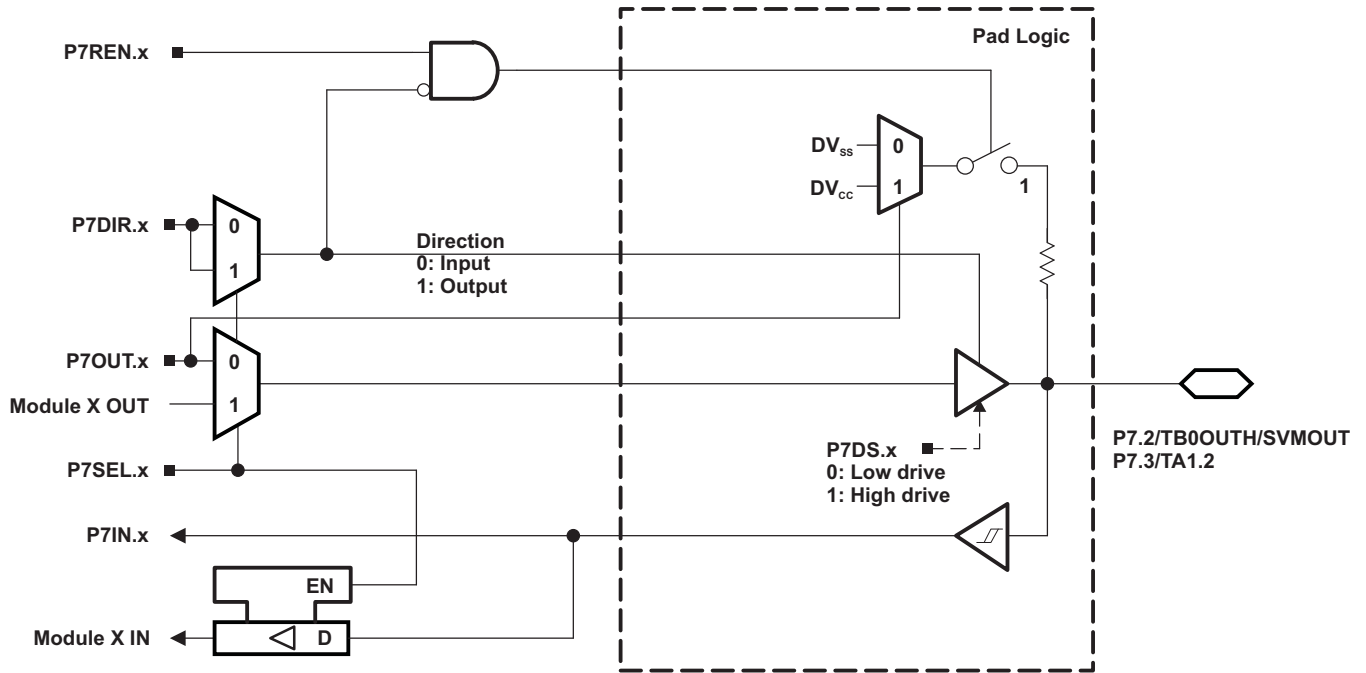 Pad Logic
P7REN.x
DVSS
0
DVCC
1
1
P7DIR.x
0
1
Direction
0: Input
1: Output
P7OUT.x
0
Module X OUT
1
P7.2/TB0OUTH/SVMOUT
P7.3/TA1.2
P7DS.x
0: Low drive
1: High drive
P7SEL.x
P7IN.x
EN
Module X IN
D